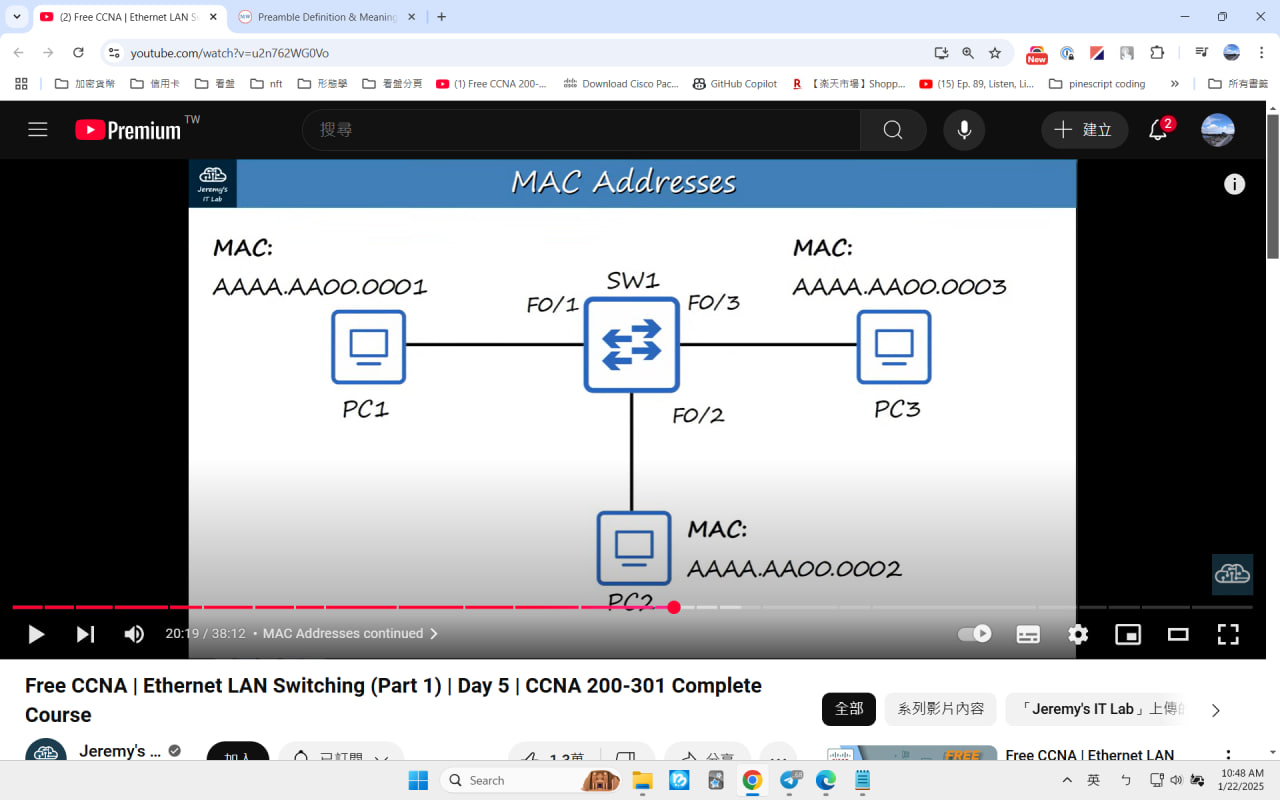 (2) Free CCNA | Ethernet LAN S
Preamble Definition & Meaning
youtube.com/watch?v=u2n762WG0Vo
New
加密貨幣
信用卡
看盤
nft
形態學
看盤分頁
(1) Free CCNA 200-...
Download Cisco Pac...
GitHub Copilot
【楽天市場】Shopp...
(15) Ep. 89, Listen, Li...
pinescript coding
所有書籤
Premium TW
搜尋
建立
2
Jeremy's
IT Lab
MAC Addresses
MAC:
AAAA.AA00.0001
MAC:
AAAA.AA00.0003
SW1
F0/1
F0/3
PC1
PC3
F0/2
MAC:
AAAA.AA00.0002
PC2
20:19 / 38:12 • MAC Addresses continued
Free CCNA | Ethernet LAN Switching (Part 1) | Day 5 | CCNA 200-301 Complete
Course
全部
系列影片內容
「Jeremy's IT Lab」上傳的
Jeremy's ...
加入
已訂閱
1.3萬
分享
FREE
Free CCNA | Ethernet LAN
Search
68
英
ㄅ
10:48 AM
1/22/2025